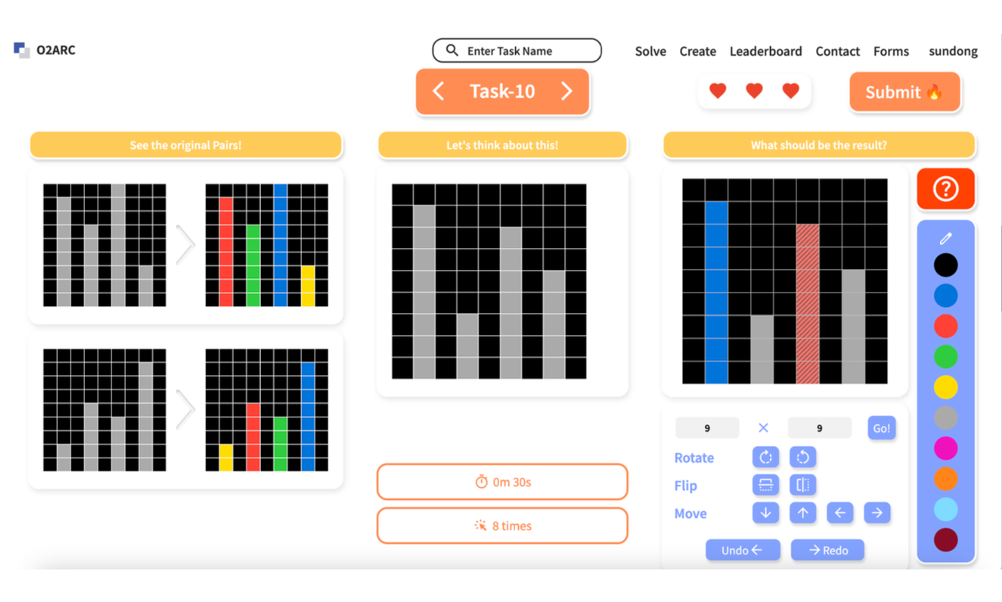 O2ARC
Enter Task Name
Solve Create Leaderboard Contact Forms sundong
Task-10
Submit 🔥
See the original Pairs!
Let's think about this!
What should be the result?
9 × 9 Go!
Rotate
Flip
Move
Undo ← → Redo
0m 30s
8 times